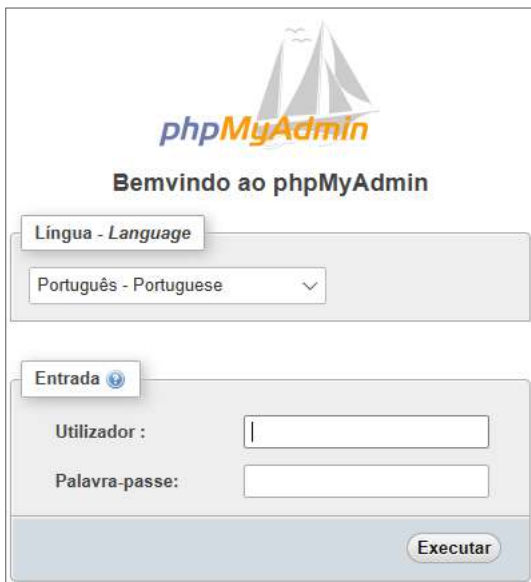 phpMyAdmin
Bemvindo ao phpMyAdmin
Língua - Language
Português - Portuguese
Entrada
Utilizador :
Palavra-passe:
Executar